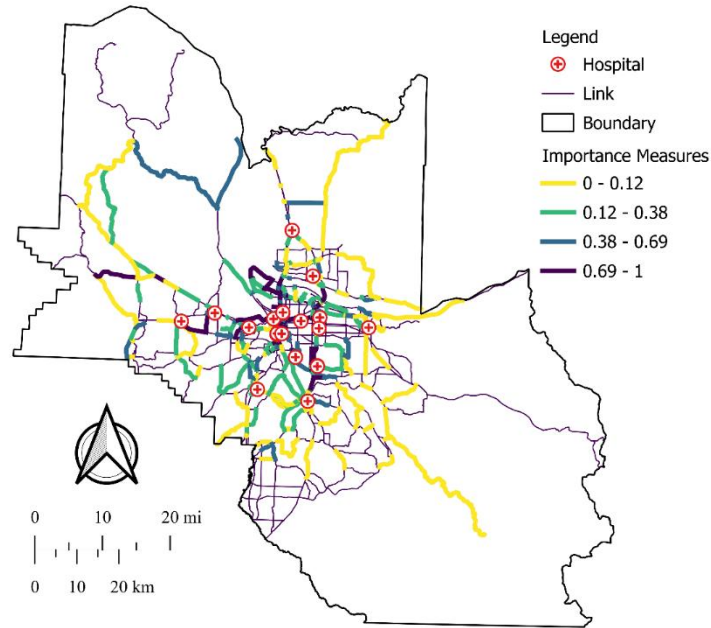 Legend
Hospital
Link
Boundary
Importance Measures
0 - 0.12
0.12 - 0.38
0.38 - 0.69
0.69 - 1
0 10 20 mi
0 10 20 km